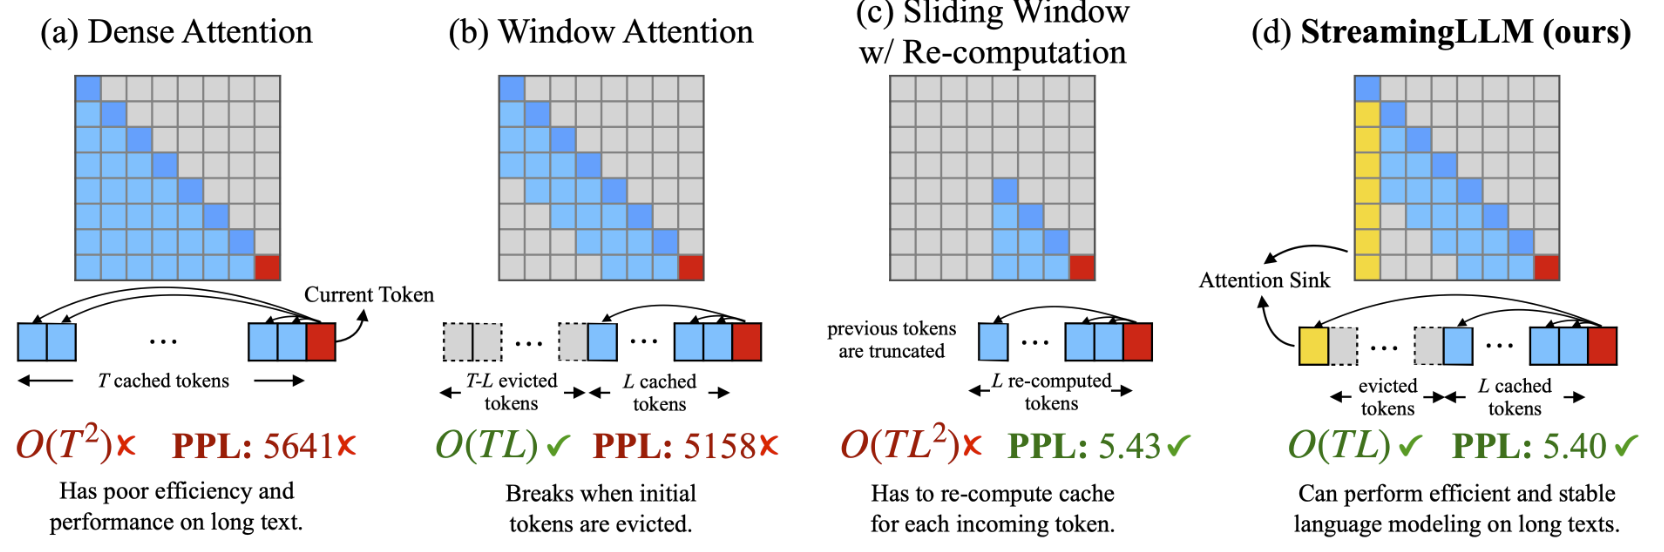 (a) Dense Attention
Current Token
...
T cached tokens
O(T²)✗ PPL: 5641✗
Has poor efficiency and
performance on long text.
(b) Window Attention
... ...
T-L evicted
tokens
L cached
tokens
O(TL)✓ PPL: 5158✗
Breaks when initial
tokens are evicted.
(c) Sliding Window
w/ Re-computation
previous tokens
are truncated
...
L re-computed
tokens
O(TL²)✗ PPL: 5.43✓
Has to re-compute cache
for each incoming token.
(d) StreamingLLM (ours)
Attention Sink
... ...
evicted
tokens
L cached
tokens
O(TL)✓ PPL: 5.40✓
Can perform efficient and stable
language modeling on long texts.